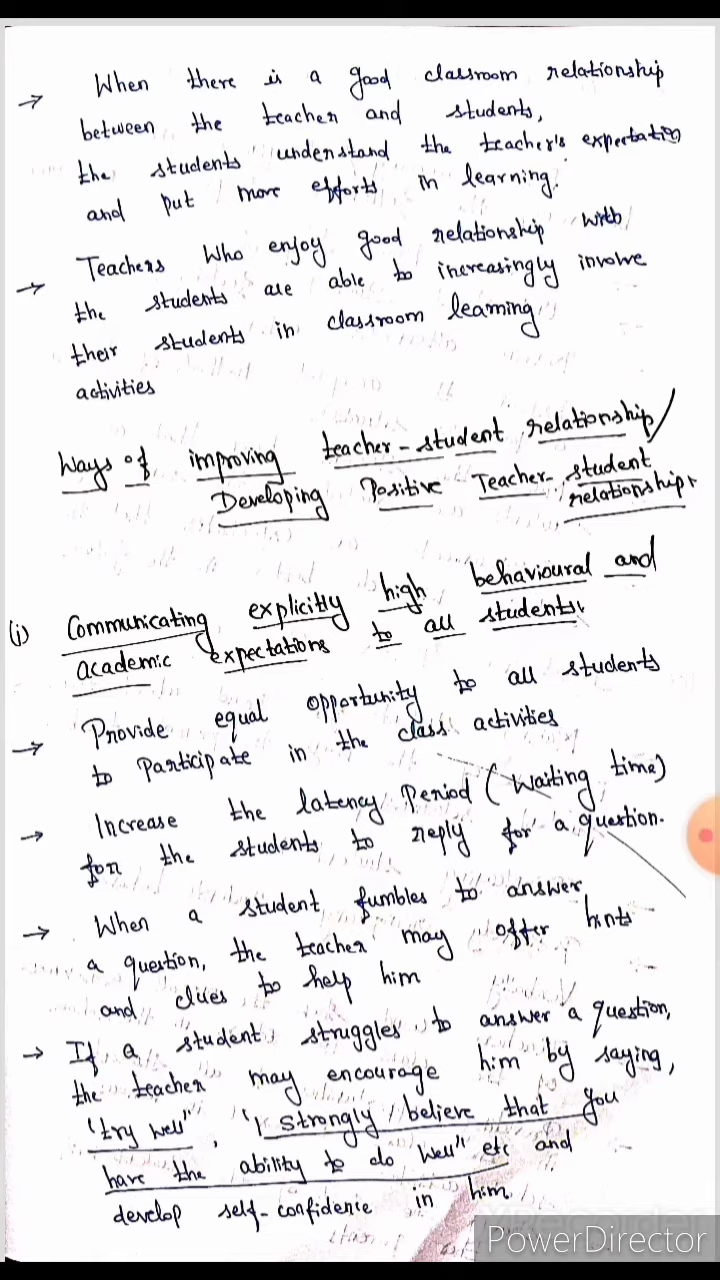 → When there is a good classroom relationship
between the teacher and students,
the students understand the teacher's expectation
and put more efforts in learning.
→ Teachers who enjoy good relationship with
the students are able to increasingly involve
their students in classroom learning
activities
Ways of improving teacher-student relationship/
Developing Positive Teacher-student
relationship
(i) Communicating explicitly high behavioural and
academic expectations to all students
→ Provide equal opportunity to all students
to participate in the class activities
→ Increase the latency Period (waiting time)
for the students to reply for a question.
→ When a student fumbles to answer
a question, the teacher may offer hints
and clues to help him
→ If a student struggles to answer a question,
the teacher may encourage him by saying,
"try well", "I strongly believe that you
have the ability to do well" etc and
develop self-confidence in him.
PowerDirector